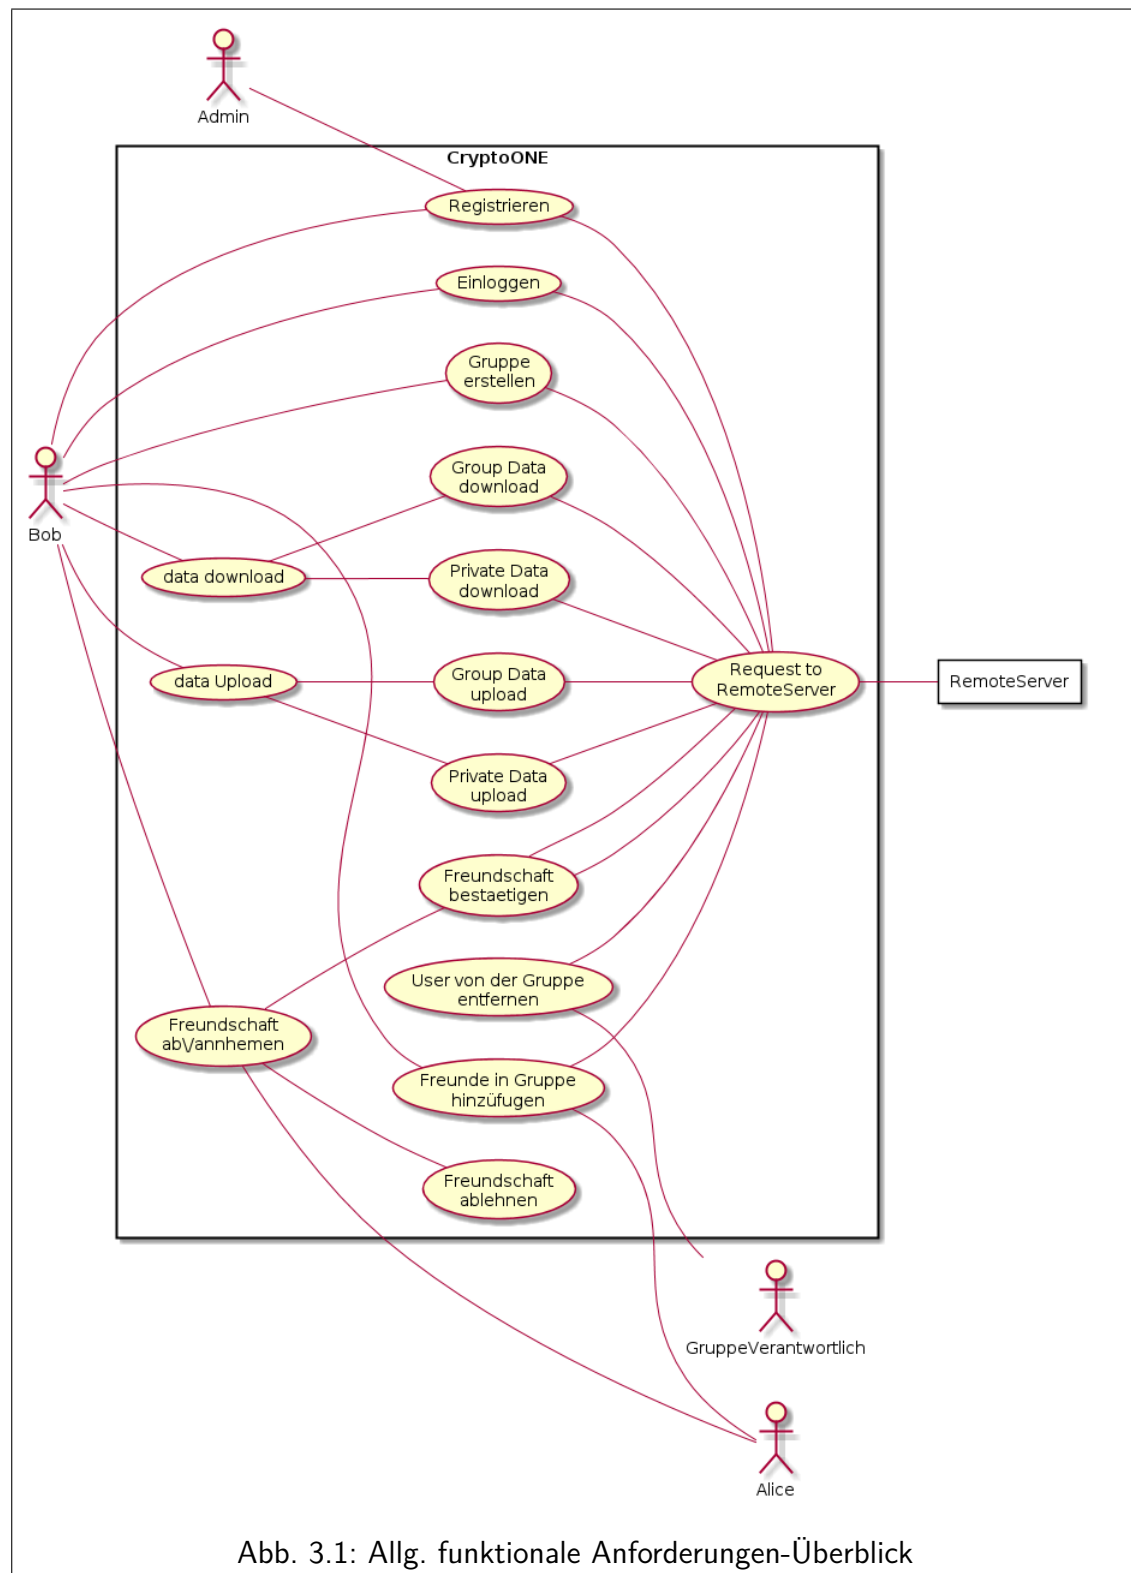 Admin
CryptoONE
Registrieren
Einloggen
Gruppe
erstellen
Group Data
download
Bob
data download
Private Data
download
data Upload
Group Data
upload
Request to
RemoteServer
RemoteServer
Private Data
upload
Freundschaft
bestaetigen
User von der Gruppe
entfernen
Freundschaft
ab\/annhemen
Freunde in Gruppe
hinzüfugen
Freundschaft
ablehnen
GruppeVerantwortlich
Alice
Abb. 3.1: Allg. funktionale Anforderungen-Überblick